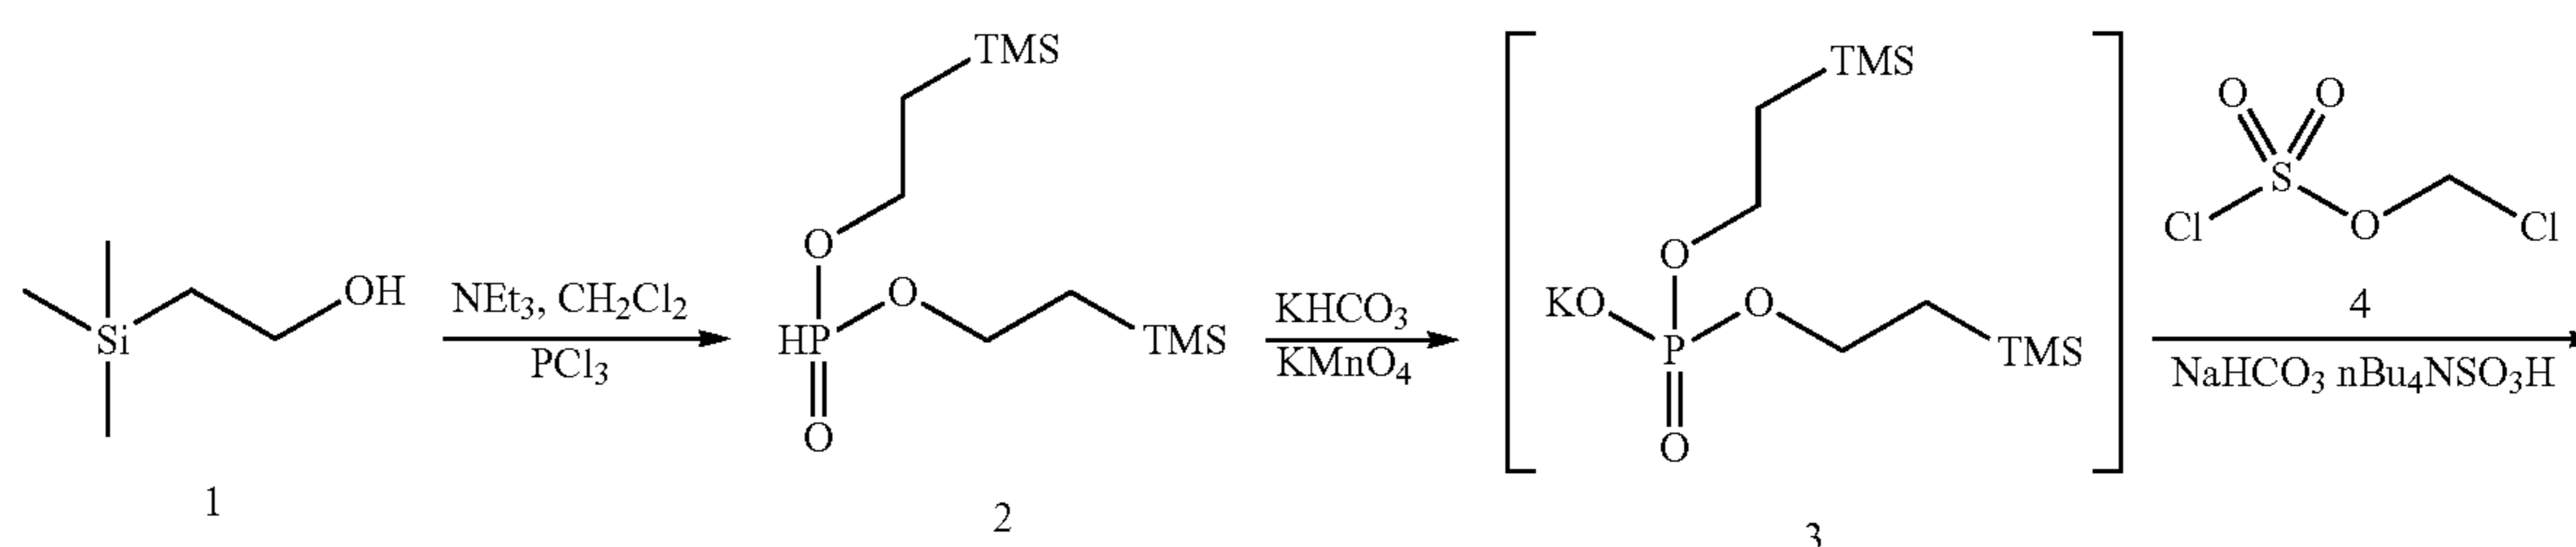 TMS
TMS
O O
S
Cl O Cl
4
Si OH
NEt₃, CH₂Cl₂
PCl₃
O
O
HP
TMS
O
KHCO₃
KMnO₄
O
KO O
P
TMS
O
NaHCO₃ nBu₄NSO₃H
1
2
3